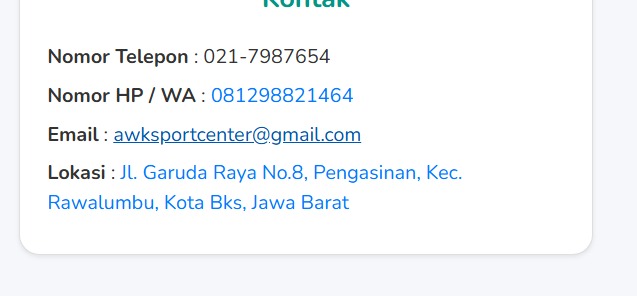 Kontak
Nomor Telepon : 021-7987654
Nomor HP / WA : 081298821464
Email : awksportcenter@gmail.com
Lokasi : Jl. Garuda Raya No.8, Pengasinan, Kec.
Rawalumbu, Kota Bks, Jawa Barat